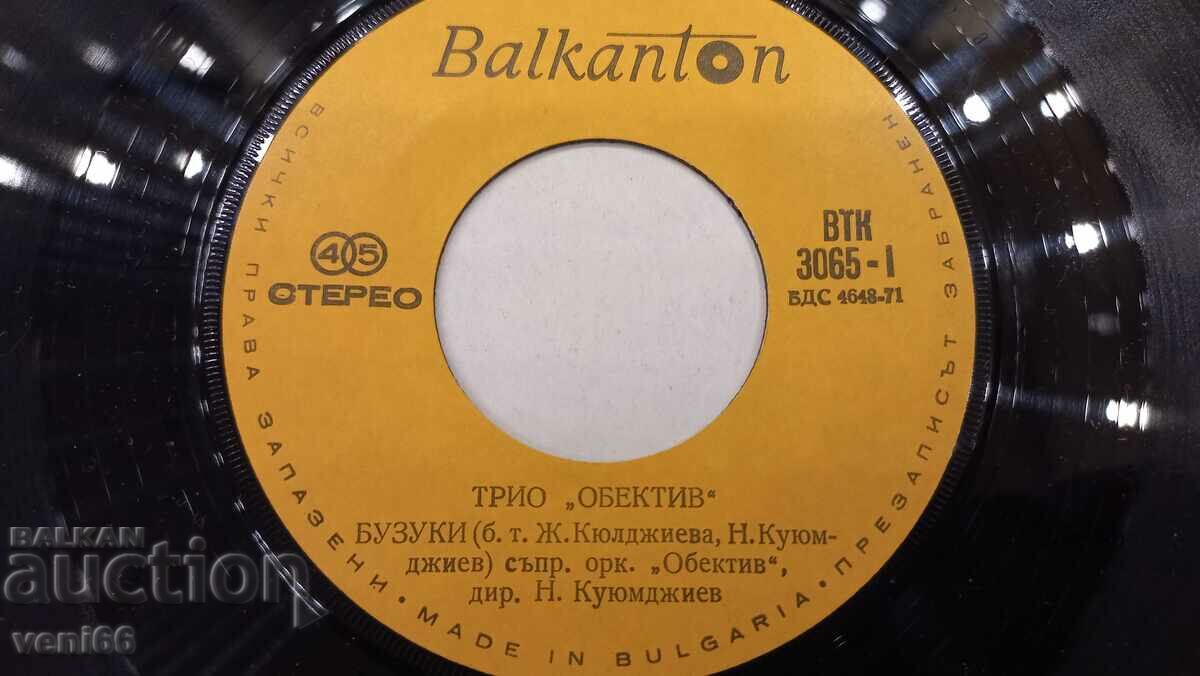 Balkanton
45
СТЕРЕО
ВТК
3065-1
БДС 4648-71
ТРИО „ОБЕКТИВ“
БУЗУКИ (б. т. Ж. Кюлджиева, Н. Куюм-
джиев) съпр. орк. „Обектив“,
дир. Н. Куюмджиев
ВСИЧКИ ПРАВА ЗАПАЗЕНИ • MADE IN BULGARIA • ПРЕЗАПИСЪТ ЗАБРАНЕН
BALKAN
auction
veni66